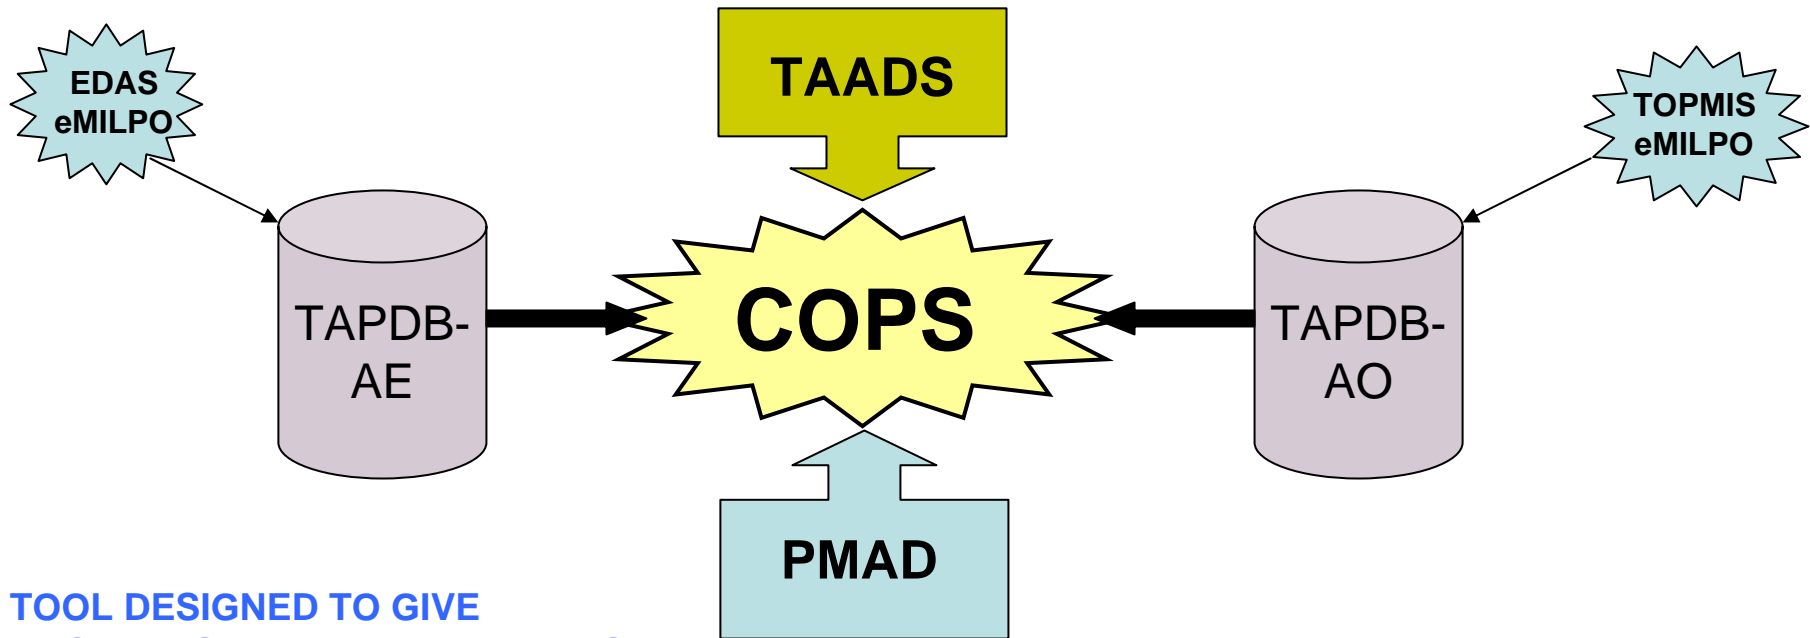 EDAS
eMILPO
TAADS
TOPMIS
eMILPO
TAPDB-
AE
COPS
TAPDB-
AO
PMAD
TOOL DESIGNED TO GIVE